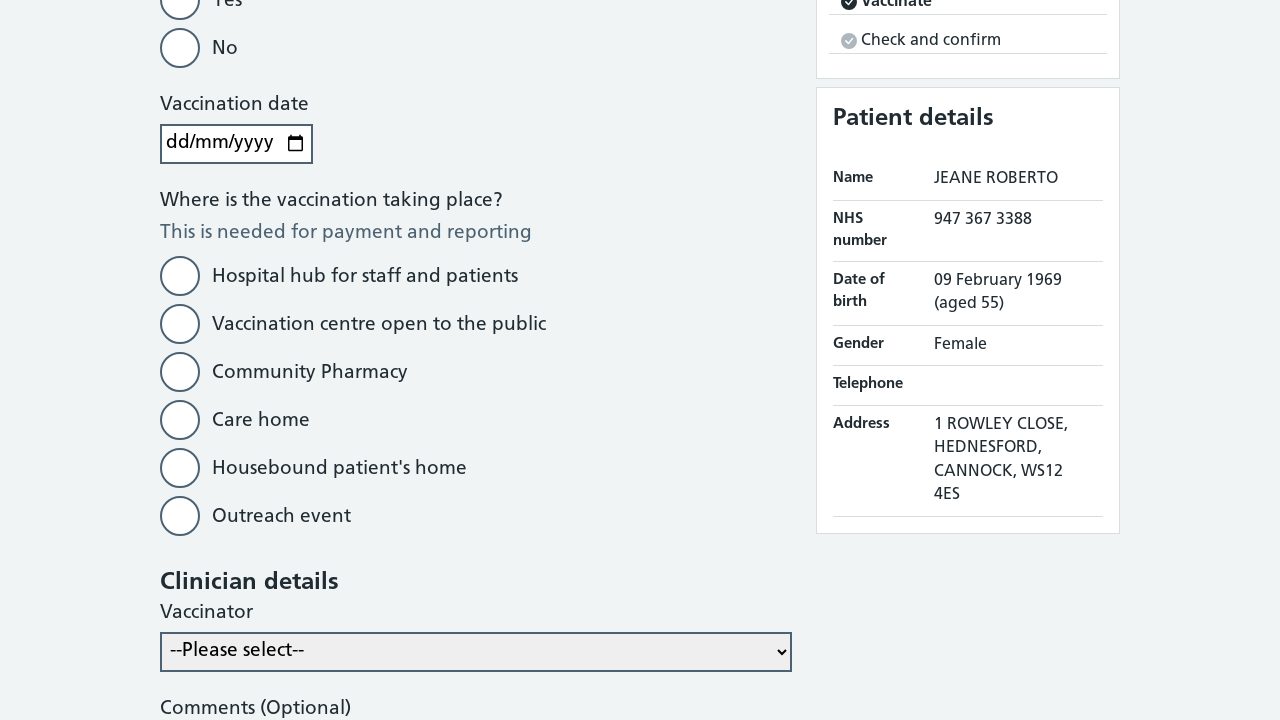 Yes
No
Vaccination date
dd/mm/yyyy
Where is the vaccination taking place?
This is needed for payment and reporting
Hospital hub for staff and patients
Vaccination centre open to the public
Community Pharmacy
Care home
Housebound patient's home
Outreach event
Clinician details
Vaccinator
--Please select--
Comments (Optional)
Vaccinate
Check and confirm
Patient details
Name JEANE ROBERTO
NHS number 947 367 3388
Date of birth 09 February 1969 (aged 55)
Gender Female
Telephone
Address 1 ROWLEY CLOSE,
HEDNESFORD,
CANNOCK, WS12
4ES